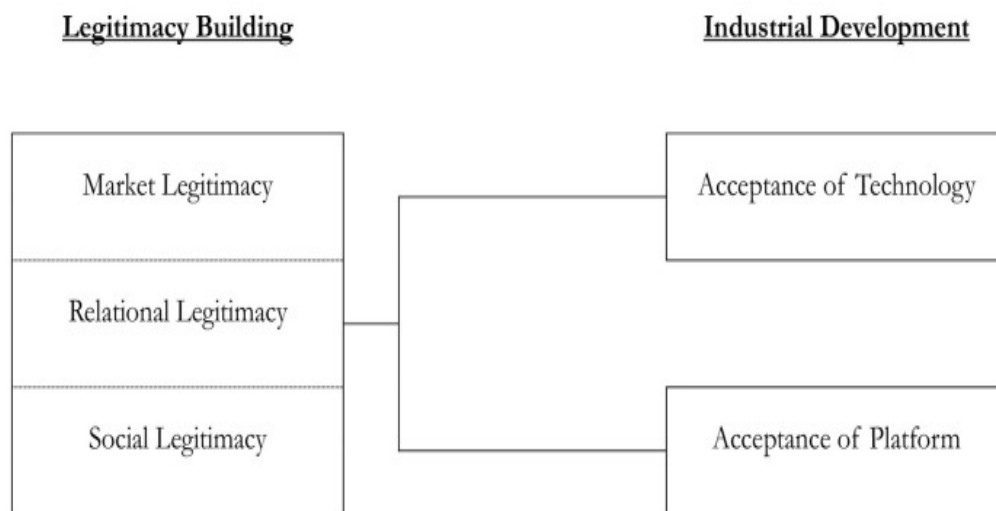 Legitimacy Building
Industrial Development
Market Legitimacy
Acceptance of Technology
Relational Legitimacy
Social Legitimacy
Acceptance of Platform